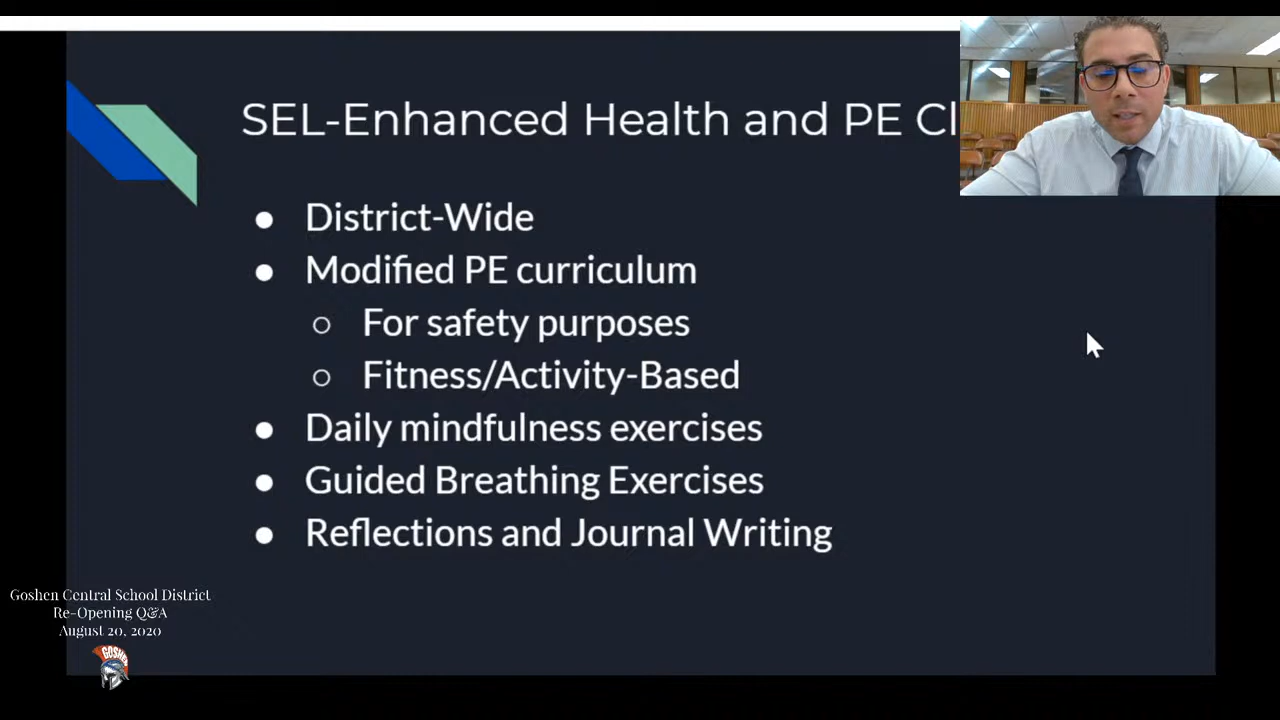 SEL-Enhanced Health and PE Cl
● District-Wide
● Modified PE curriculum
○ For safety purposes
○ Fitness/Activity-Based
● Daily mindfulness exercises
● Guided Breathing Exercises
● Reflections and Journal Writing
Goshen Central School District
Re-Opening Q&A
August 20, 2020
GOSHEN